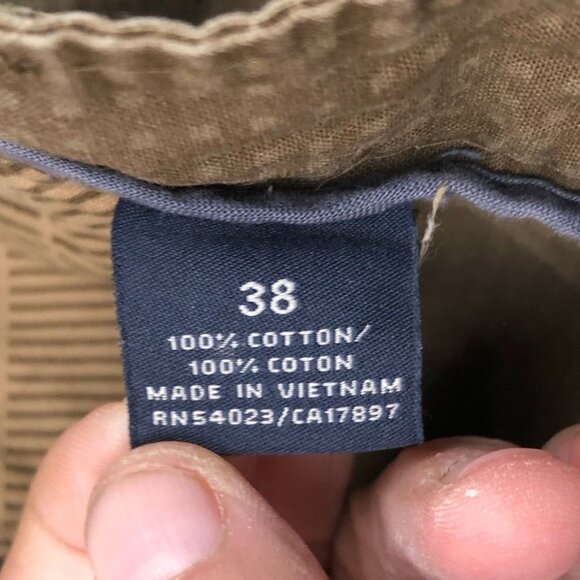 38
100% COTTON/
100% COTON
MADE IN VIETNAM
RN54023/CA17897